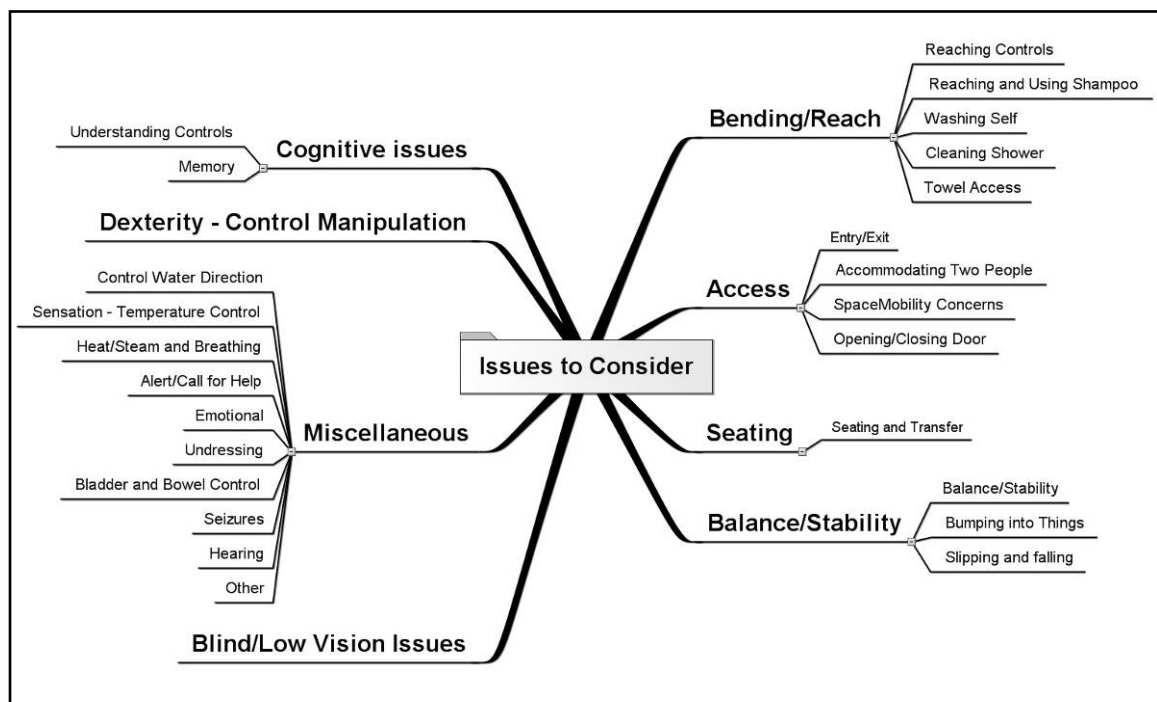 Issues to Consider
Cognitive issues
Understanding Controls
Memory
Dexterity - Control Manipulation
Miscellaneous
Control Water Direction
Sensation - Temperature Control
Heat/Steam and Breathing
Alert/Call for Help
Emotional
Undressing
Bladder and Bowel Control
Seizures
Hearing
Other
Blind/Low Vision Issues
Bending/Reach
Reaching Controls
Reaching and Using Shampoo
Washing Self
Cleaning Shower
Towel Access
Access
Entry/Exit
Accommodating Two People
SpaceMobility Concerns
Opening/Closing Door
Seating
Seating and Transfer
Balance/Stability
Balance/Stability
Bumping into Things
Slipping and falling